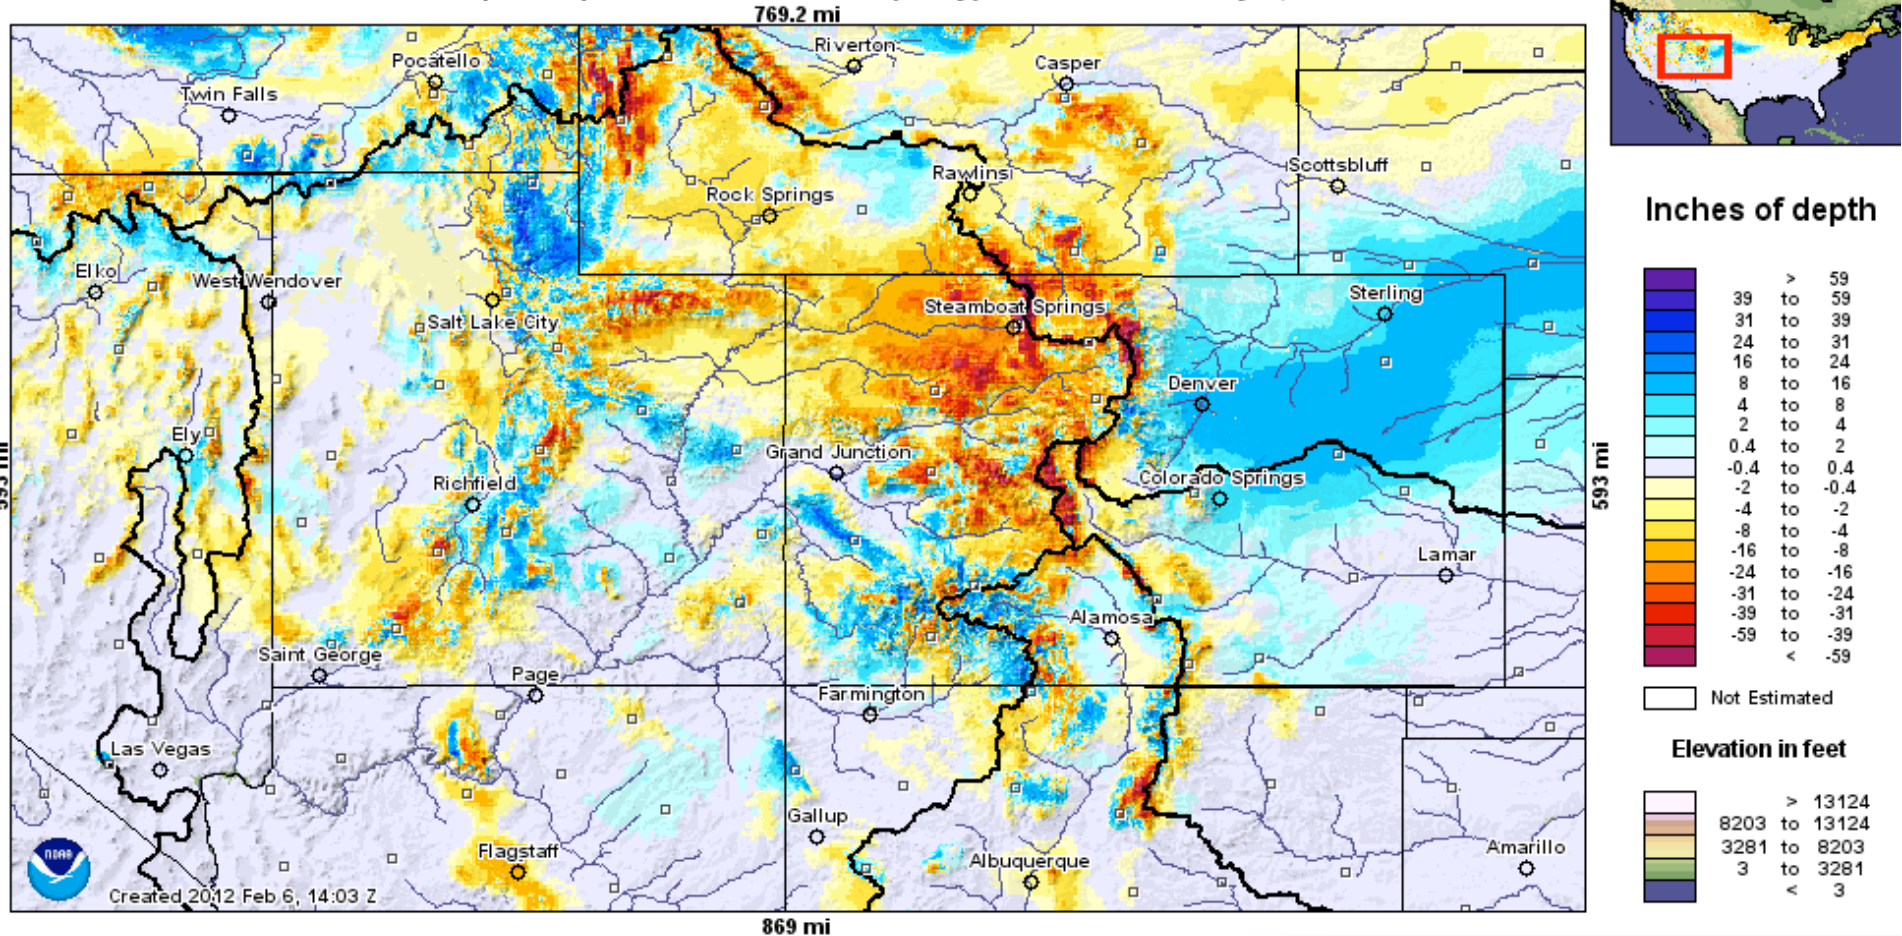 769.2 mi
Riverton
Pocatello
Casper
Twin Falls
Scottsbluff
Rawlins
Rock Springs
Elko
West Wendover
Sterling
Steamboat Springs
Salt Lake City
Denver
Ely
Grand Junction
593 mi
Colorado Springs
593 mi
Richfield
Lamar
Alamosa
Saint George
Page
Farmington
Las Vegas
Gallup
Flagstaff
Albuquerque
Amarillo
NOAA
Created 2012 Feb 6, 14:03 Z
869 mi
Inches of depth
> 59
39 to 59
31 to 39
24 to 31
16 to 24
8 to 16
4 to 8
2 to 4
0.4 to 2
-0.4 to 0.4
-2 to -0.4
-4 to -2
-8 to -4
-16 to -8
-24 to -16
-31 to -24
-39 to -31
-59 to -39
< -59
Not Estimated
Elevation in feet
> 13124
8203 to 13124
3281 to 8203
3 to 3281
< 3